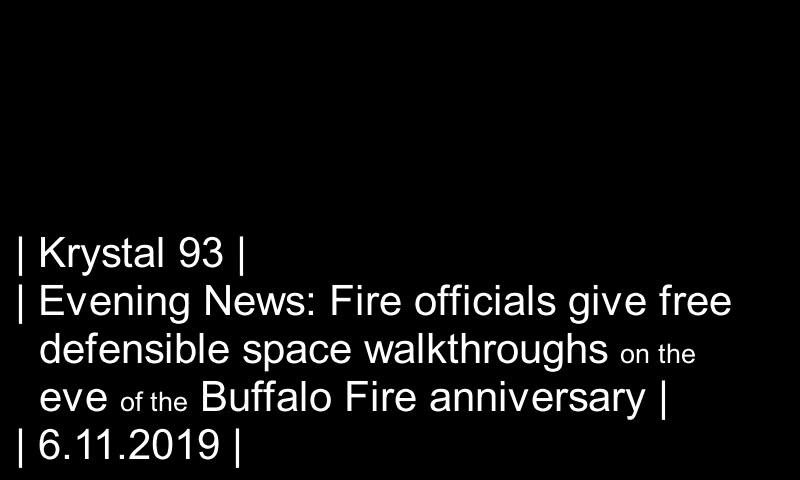 | Krystal 93 |
| Evening News: Fire officials give free
defensible space walkthroughs on the
eve of the Buffalo Fire anniversary |
| 6.11.2019 |